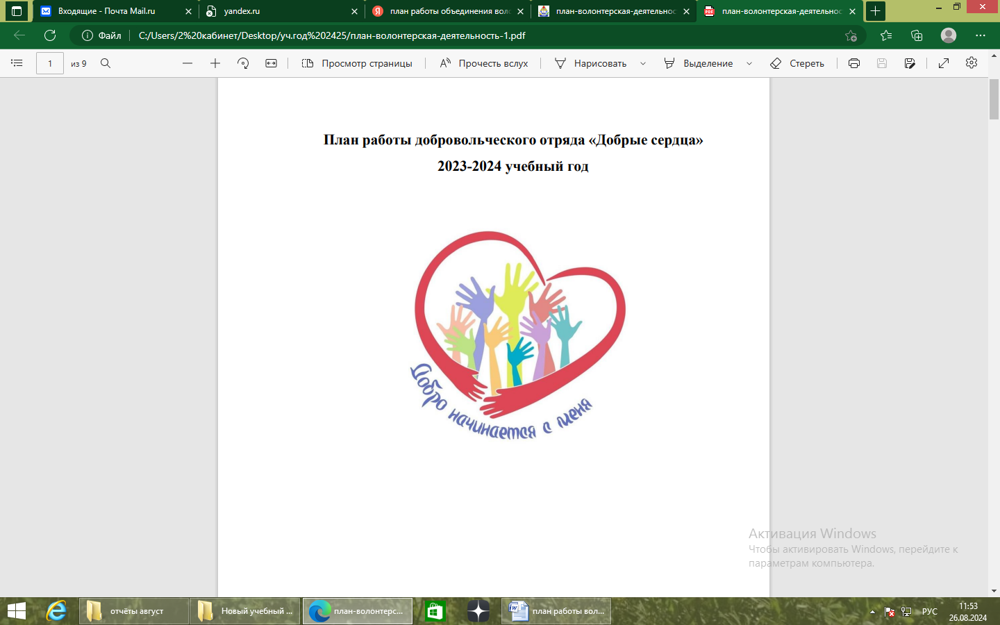 Входящие - Почта Mail.ru
yandex.ru
план работы объединения воло
план-волонтерская-деятельнос
план-волонтерская-деятельнос
Файл
C:/Users/2%20кабинет/Desktop/уч.год%202425/план-волонтерская-деятельность-1.pdf
1
из 9
Просмотр страницы
Прочесть вслух
Нарисовать
Выделение
Стереть
План работы добровольческого отряда «Добрые сердца»
2023-2024 учебный год
Добро начинается с меня
Активация Windows
Чтобы активировать Windows, перейдите к
параметрам компьютера.
отчёты август
Новый учебный ...
план-волонтерс...
план работы вол...
РУС
11:53
26.08.2024